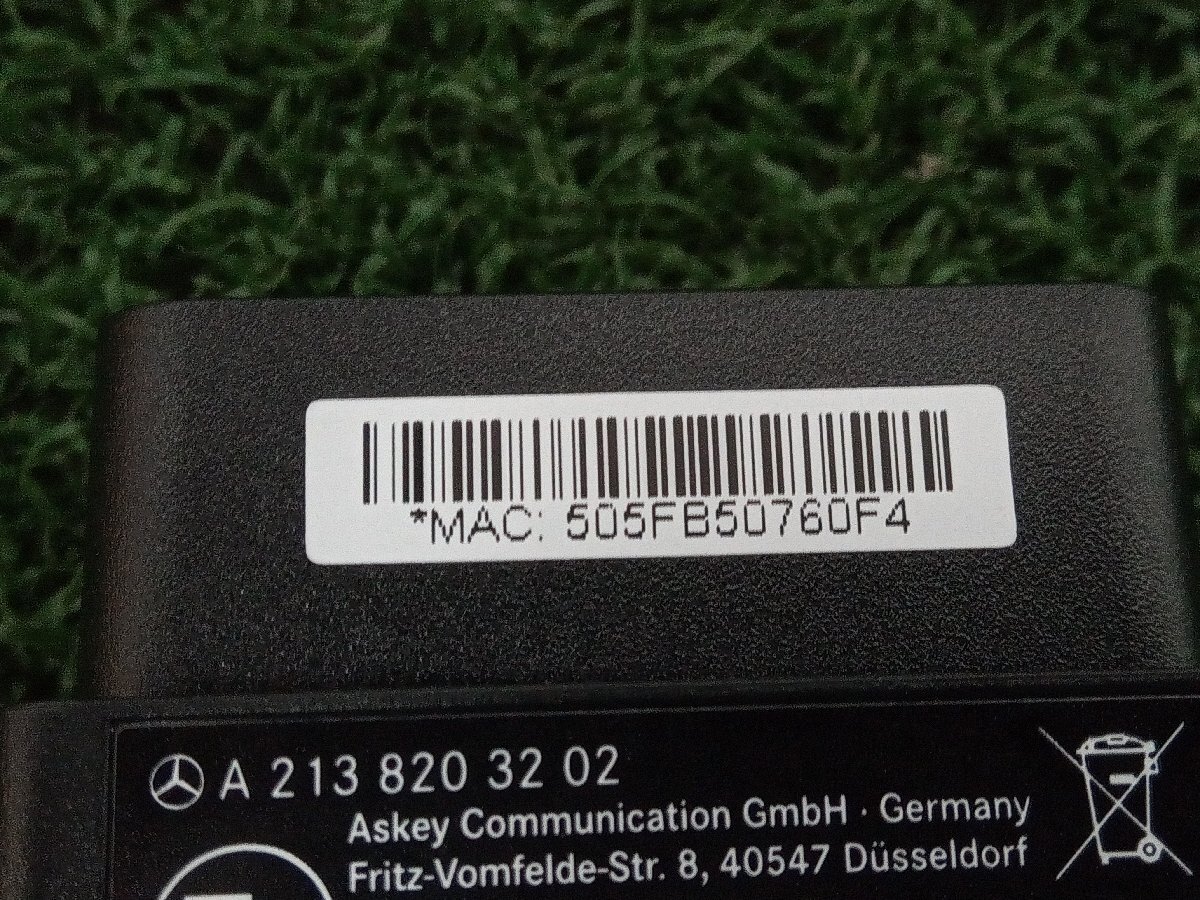 *MAC: 505FB50760F4
A 213 820 32 02
Askey Communication GmbH · Germany
Fritz-Vomfelde-Str. 8, 40547 Düsseldorf